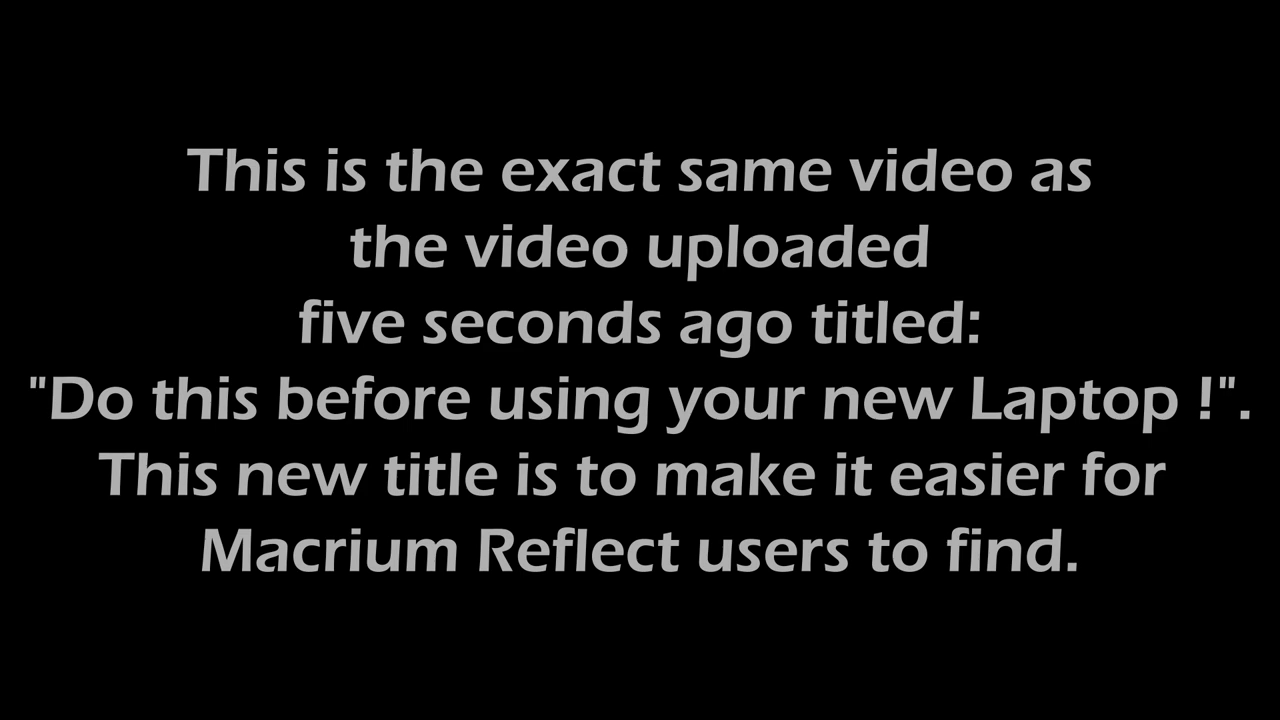 This is the exact same video as
the video uploaded
five seconds ago titled:
"Do this before using your new Laptop !".
This new title is to make it easier for
Macrium Reflect users to find.